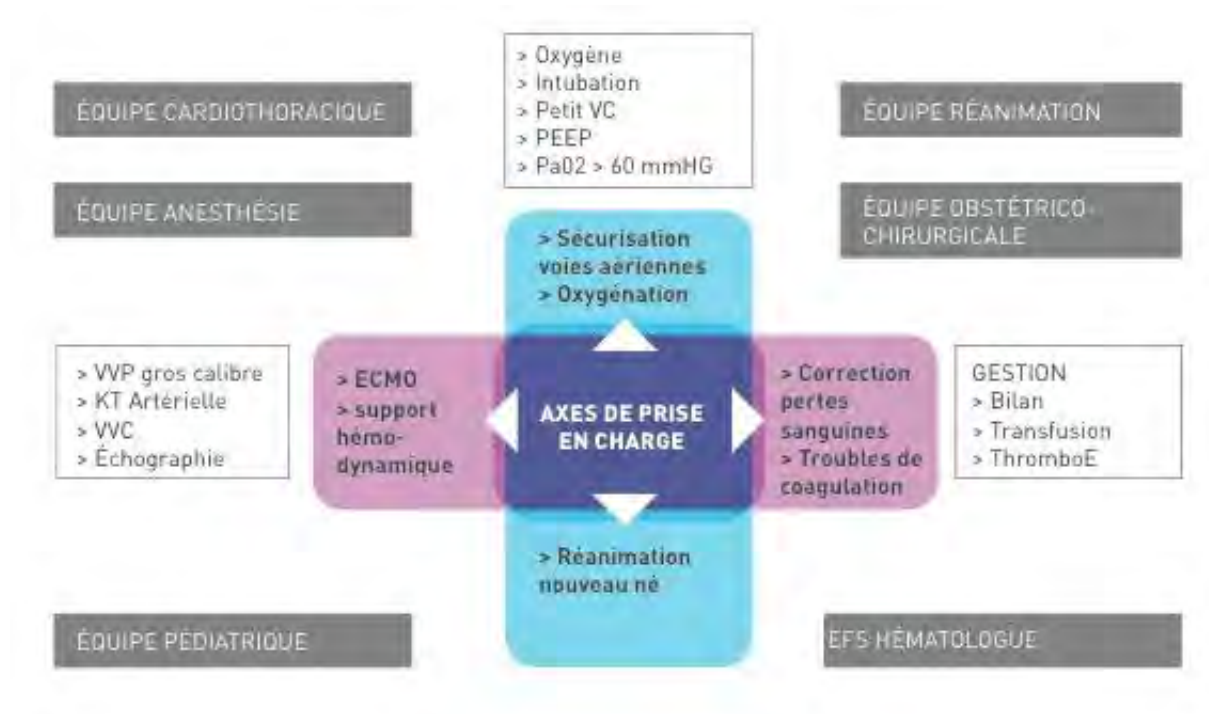 > Oxygène
> Intubation
> Petit VC
> PEEP
> Pa02 > 60 mmHG
ÉQUIPE CARDIOTHORACIQUE
ÉQUIPE RÉANIMATION
ÉQUIPE ANESTHÉSIE
ÉQUIPE OBSTÉTRICO-
CHIRURGICALE
> Sécurisation
voies aériennes
> Oxygénation
> VVP gros calibre
> KT Artérielle
> VVC
> Échographie
> ECMO
> support
hémo-
dynamique
AXES DE PRISE
EN CHARGE
> Correction
pertes
sanguines
> Troubles de
coagulation
GESTION
> Bilan
> Transfusion
> ThromboE
> Réanimation
nouveau né
ÉQUIPE PÉDIATRIQUE
EFS HÉMATOLOGUE